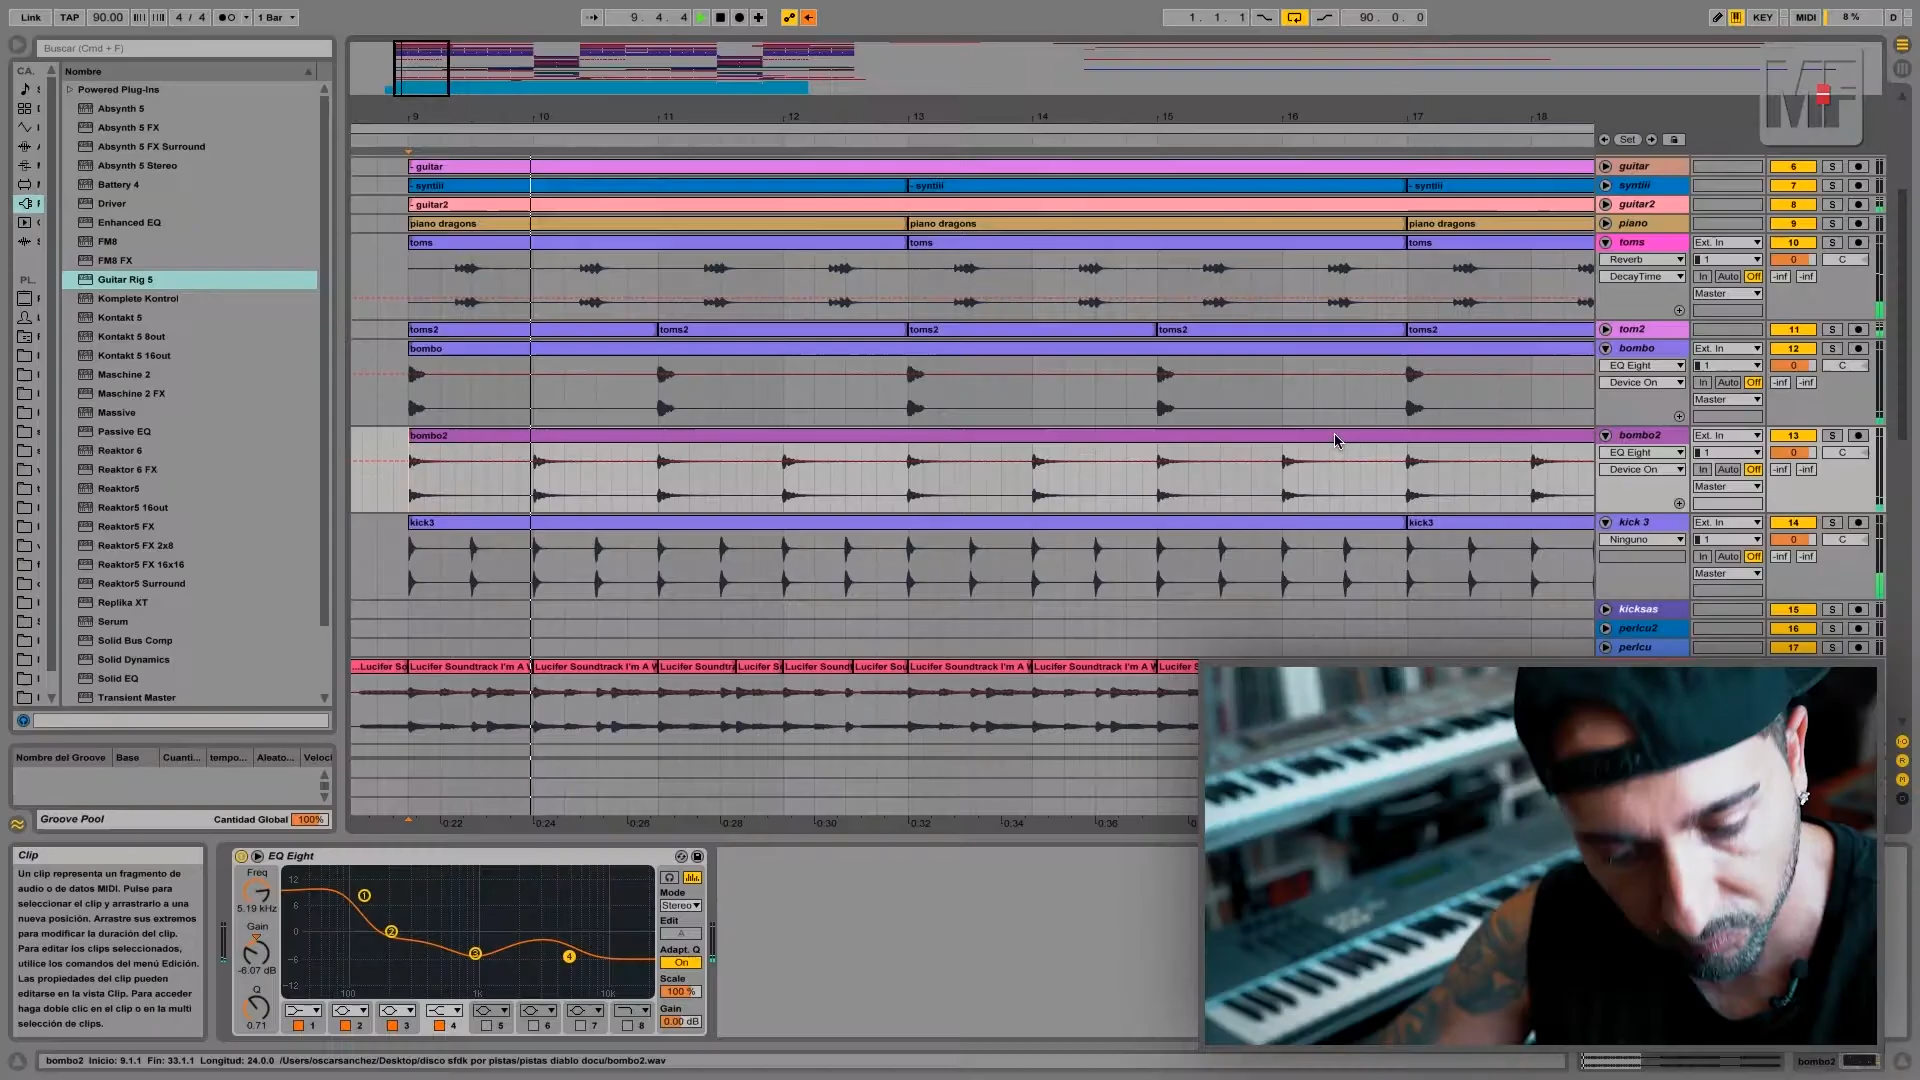 Link TAP 90.00 4 / 4 1 Bar 9. 4. 4 1. 1. 1 90. 0. 0 KEY MIDI 8 % D
Buscar (Cmd + F)
CA. Nombre
Powered Plug-Ins
Absynth 5
Absynth 5 FX
Absynth 5 FX Surround
Absynth 5 Stereo
Battery 4
Driver
Enhanced EQ
FM8
FM8 FX
PL.
Guitar Rig 5
Komplete Kontrol
Kontakt 5
Kontakt 5 8out
Kontakt 5 16out
Maschine 2
Maschine 2 FX
Massive
Passive EQ
Reaktor 6
Reaktor 6 FX
Reaktor5
Reaktor5 16out
Reaktor5 FX
Reaktor5 FX 2x8
Reaktor5 FX 16x16
Reaktor5 Surround
Replika XT
Serum
Solid Bus Comp
Solid Dynamics
Solid EQ
Transient Master
Nombre del Groove Base Cuanti... tempo... Aleato... Veloci
Groove Pool Cantidad Global 100%
MF
9 10 11 12 13 14 15 16 17 18
Set
- guitar guitar 6 S
- syntiii - syntiii - syntiii syntiii 7 S
- guitar2 guitar2 8 S
piano dragons piano dragons piano dragons piano 9 S
toms toms toms toms Ext. In 10 S
Reverb 1 0 C
DecayTime In Auto Off -inf -inf
Master
toms2 toms2 toms2 toms2 toms2 tom2 11 S
bombo bombo Ext. In 12 S
EQ Eight 1 0 C
Device On In Auto Off -inf -inf
Master
bombo2 bombo2 Ext. In 13 S
EQ Eight 1 0 C
Device On In Auto Off -inf -inf
Master
kick3 kick3 kick 3 Ext. In 14 S
Ninguno 1 0 C
In Auto Off -inf -inf
Master
kicksas 15 S
perlcu2 16 S
perlcu 17 S
...Lucifer So Lucifer Soundtrack I'm A Lucifer Soundtrack I'm A Lucifer Soundtra Lucifer S Lucifer Soundt Lucifer Sou Lucifer Soundtrack I'm A Lucifer Soundtrack I'm A Lucifer S
0:22 0:24 0:26 0:28 0:30 0:32 0:34 0:36
Clip
Un clip representa un fragmento de
audio o de datos MIDI. Pulse para
seleccionar el clip y arrastrarlo a una
nueva posición. Arrastre sus extremos
para modificar la duración del clip.
Para editar los clips seleccionados,
utilice los comandos del menú Edición.
Las propiedades del clip pueden
editarse en la vista Clip. Para acceder
haga doble clic en el clip o en la multi
selección de clips.
EQ Eight
Freq
5.19 kHz
Gain
-6.07 dB
Q
0.71
12
6
0
-6
-12
100 1K 10K
1 2 3 4
1 2 3 4 5 6 7 8
Mode
Stereo
Edit
A
Adapt. Q
On
Scale
100 %
Gain
0.00 dB
bombo2 Inicio: 9.1.1 Fin: 33.1.1 Longitud: 24.0.0 /Users/oscarsanchez/Desktop/disco sfdk por pistas/pistas diablo docu/bombo2.wav
bombo2